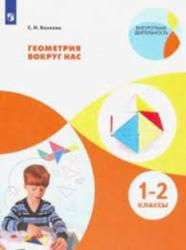 ВНЕУРОЧНАЯ
ДЕЯТЕЛЬНОСТЬ
С. И. Волкова
ГЕОМЕТРИЯ
ВОКРУГ НАС
1-2
КЛАССЫ